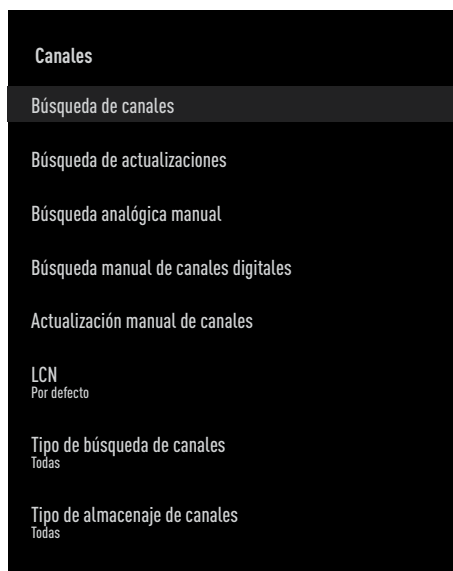 Canales
Búsqueda de canales
Búsqueda de actualizaciones
Búsqueda analógica manual
Búsqueda manual de canales digitales
Actualización manual de canales
LCN
Por defecto
Tipo de búsqueda de canales
Todas
Tipo de almacenaje de canales
Todas